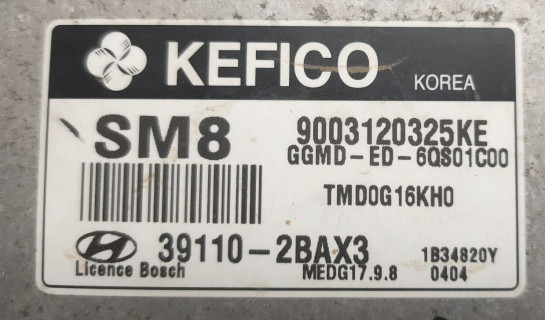 KEFICO KOREA
SM8 9003120325KE
GGMD-ED-6QS01C00
TMD0G16KH0
39110-2BAX3 1B34820Y
Licence Bosch MEDG17.9.8 0404